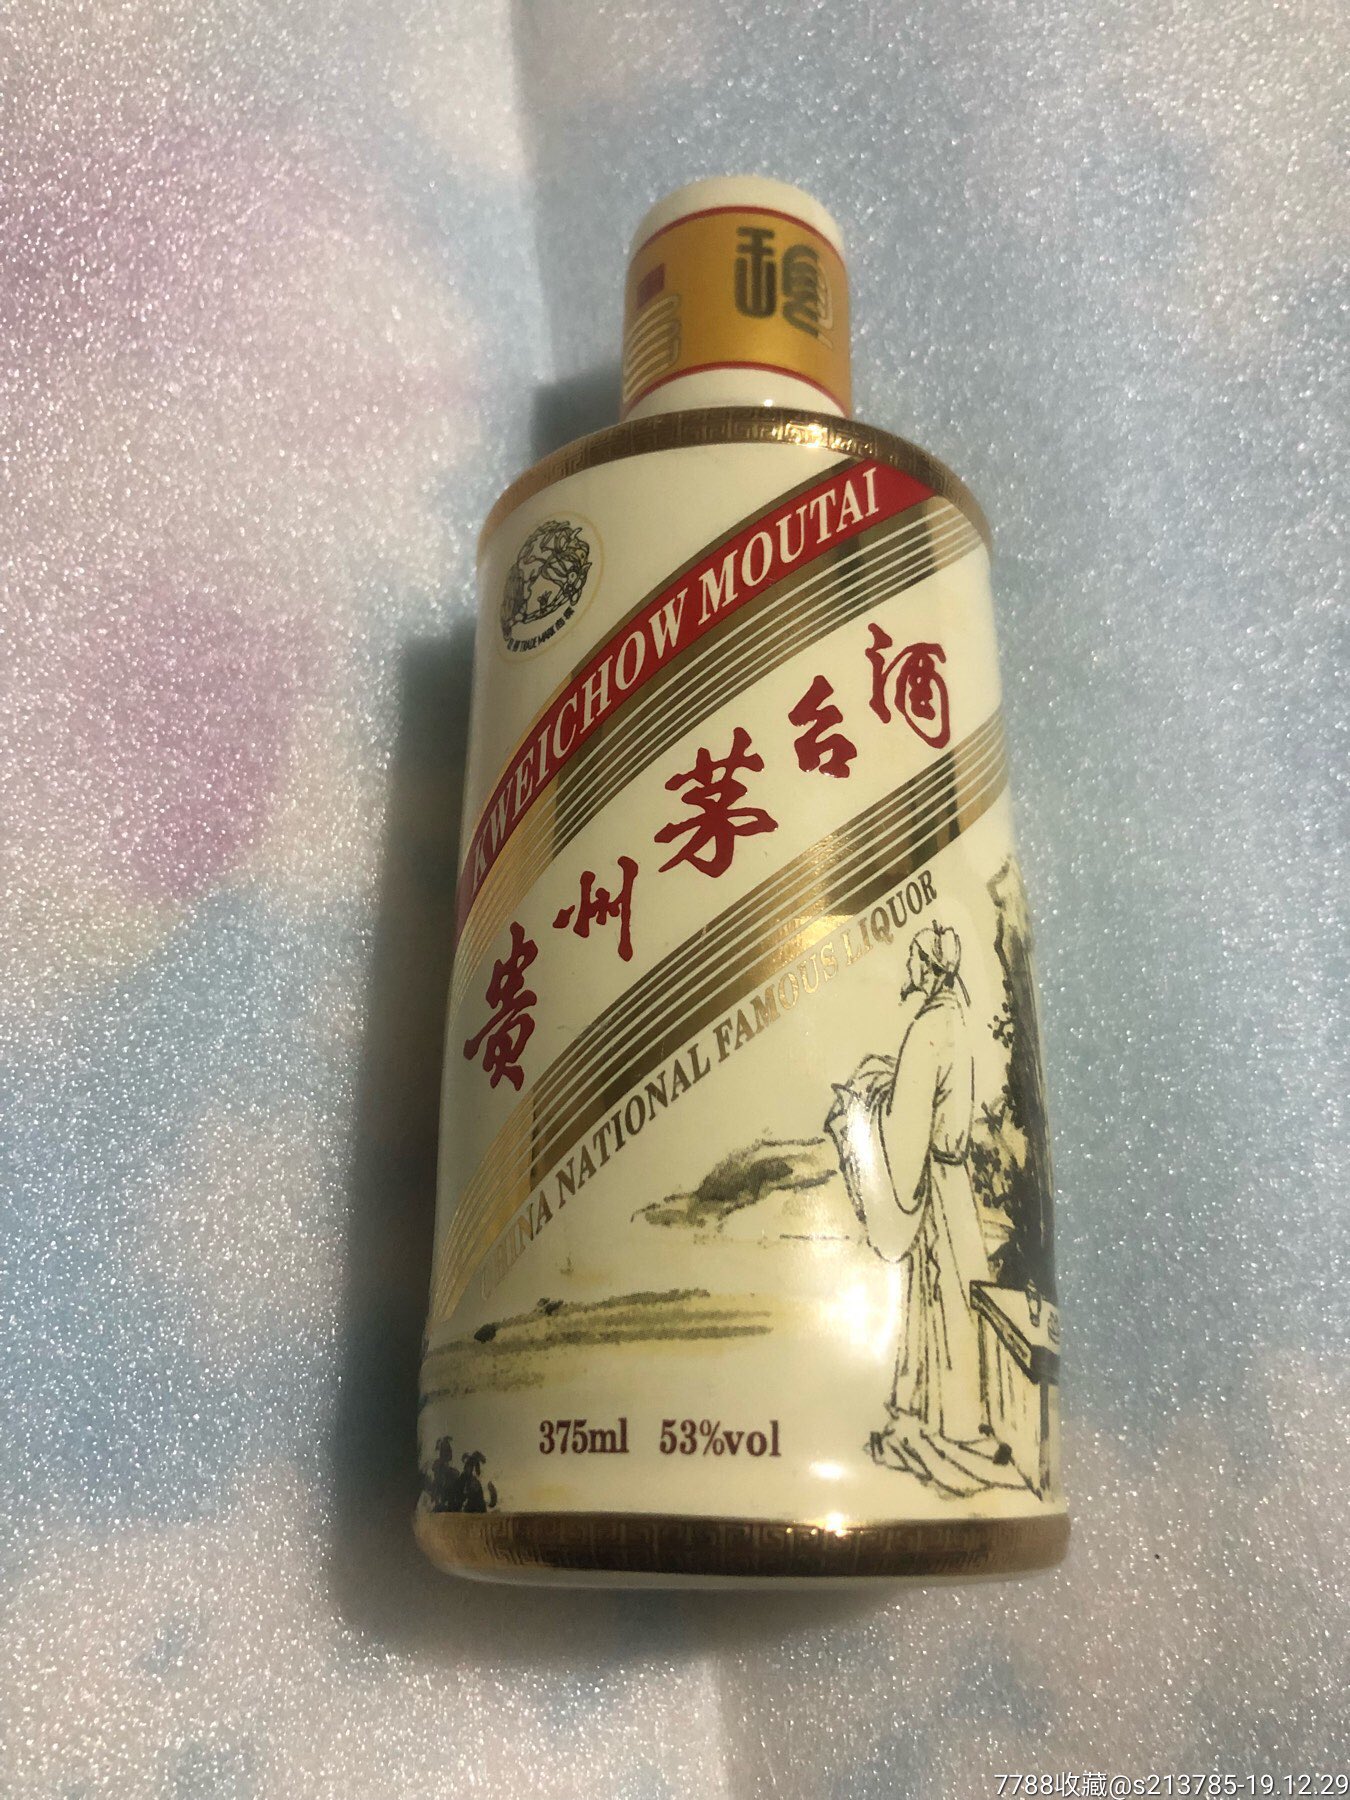 KWEICHOW MOUTAI
贵州茅台酒
CHINA NATIONAL FAMOUS LIQUOR
375ml 53%vol
7788收藏@s213785-19.12.29